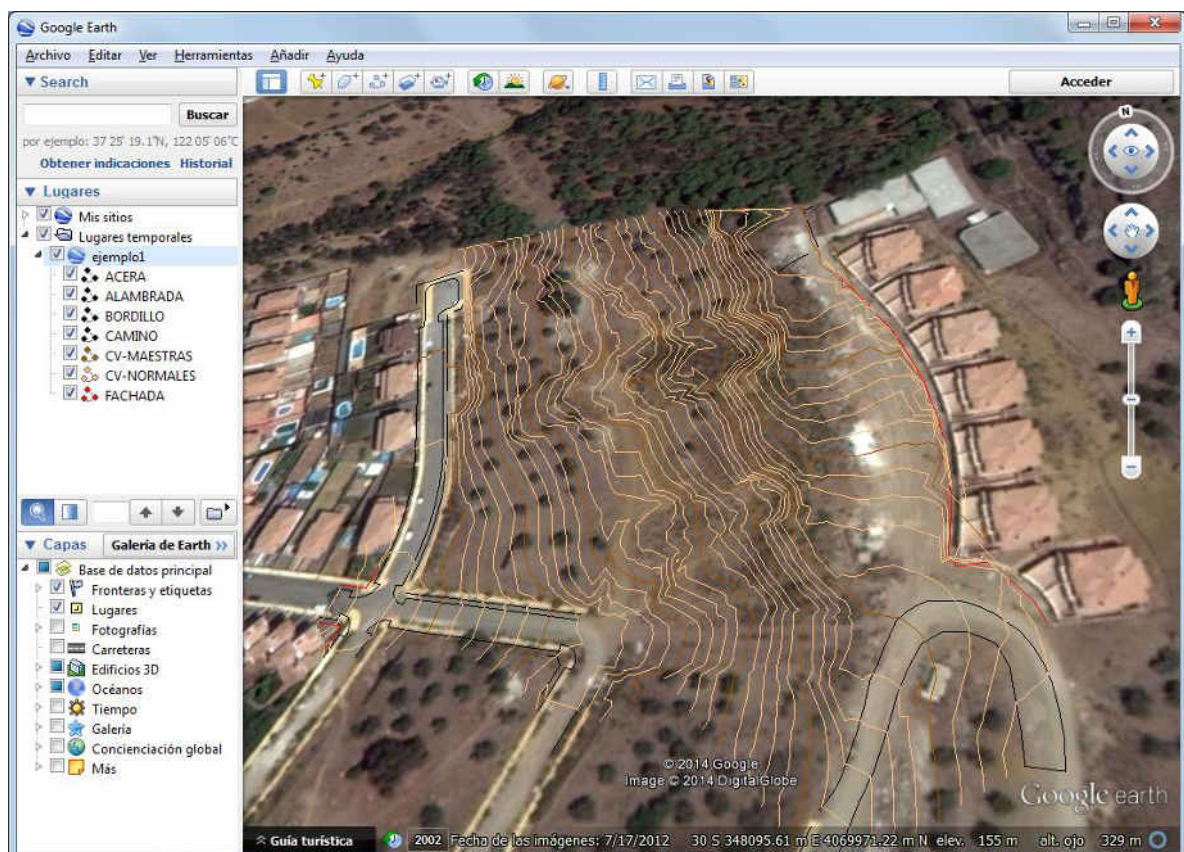 Google Earth
Archivo Editar Ver Herramientas Añadir Ayuda
Search
Acceder
Buscar
por ejemplo: 37 25' 19.1"N, 122 05' 06"C
Obtener indicaciones Historial
N
Lugares
Mis sitios
Lugares temporales
ejemplo1
ACERA
ALAMBRADA
BORDILLO
CAMINO
CV-MAESTRAS
CV-NORMALES
FACHADA
Capas Galería de Earth >>
Base de datos principal
Fronteras y etiquetas
Lugares
Fotografías
Carreteras
Edificios 3D
Océanos
Tiempo
Galería
Concienciación global
Más
© 2014 Google
Image © 2014 DigitalGlobe
Google earth
Guía turística 2002 Fecha de las imágenes: 7/17/2012 30 S 348095.61 m E 4069971.22 m N elev. 155 m alt. ojo 329 m